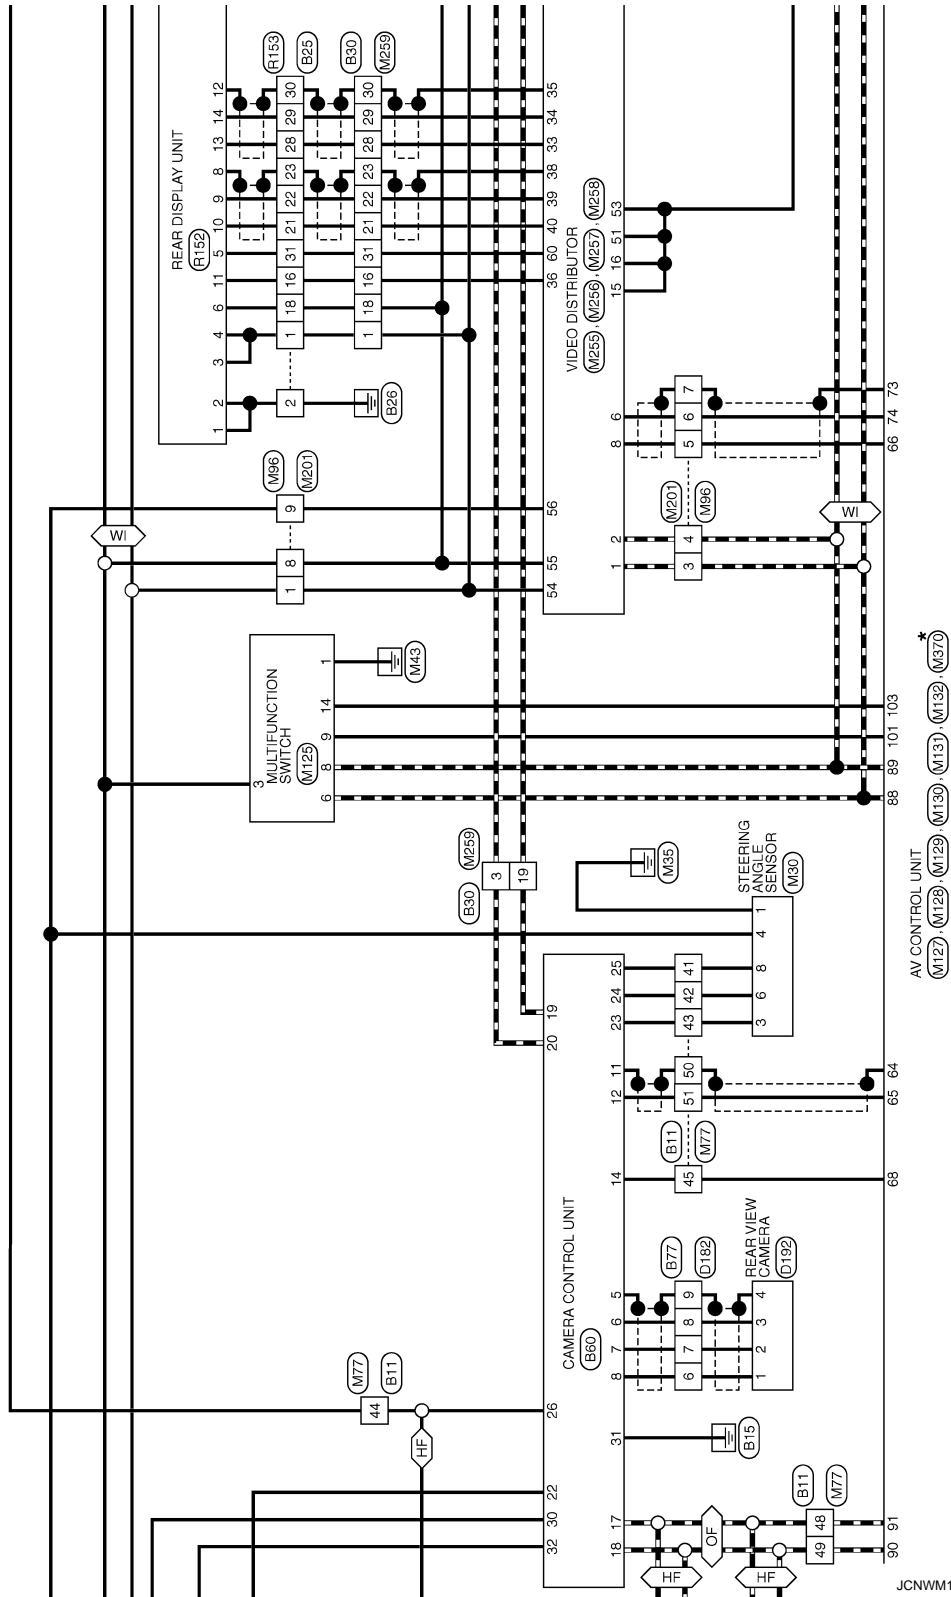 R153
B25
B30
M259
12
14
13
8
9
10
5
11
6
4
3
2
1
REAR DISPLAY UNIT
R152
30
29
28
23
22
21
31
16
18
1
2
30
29
28
23
22
21
31
16
18
1
B26
35
34
33
38
39
40
60
36
VIDEO DISTRIBUTOR
M255 , M256 , M257 , M258
53
51
16
15
6
8
7
6
5
73
74
66
M96
M201
9
8
1
WI
56
55
54
M201
M96
2
1
4
3
WI
MULTIFUNCTION
SWITCH
M125
3
1
14
9
8
6
M43
103
101
89
88
AV CONTROL UNIT
M127 , M128 , M129 , M130 , M131 , M132 , M370 *
B30
M259
3
19
M35
STEERING
ANGLE
SENSOR
M30
1
4
8
6
3
25
24
23
41
42
43
19
20
11
12
50
51
64
65
B11
M77
14
45
68
CAMERA CONTROL UNIT
B60
B77
D182
REAR VIEW
CAMERA
D192
5
6
7
8
9
8
7
6
4
3
2
1
M77
B11
44
26
HF
31
B15
22
30
32
17
18
OF
HF
HF
B11
M77
48
49
91
90
JCNWM1